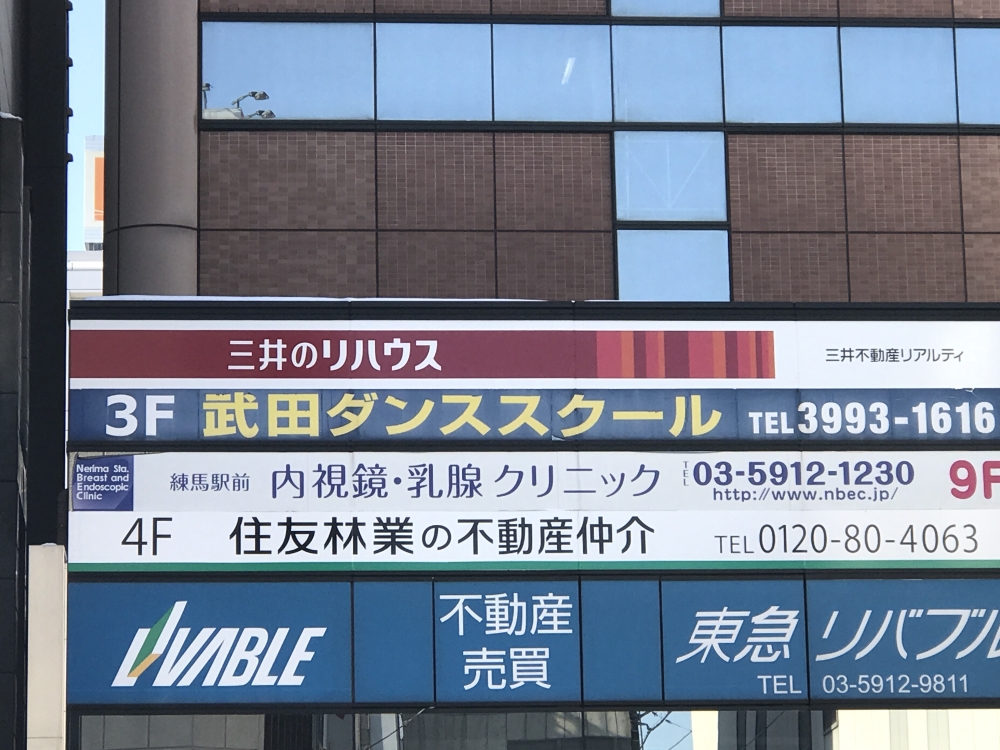 三井のリハウス 三井不動産リアルティ
3F 武田ダンススクール TEL 3993-1616
Nerima Sta.
Breast and
Endoscopic
Clinic
練馬駅前 内視鏡・乳腺 クリニック TEL 03-5912-1230 9F
http://www.nbec.jp/
4F 住友林業の不動産仲介 TEL 0120-80-4063
LIVABLE
不動産
売買
東急 リバブル
TEL 03-5912-9811